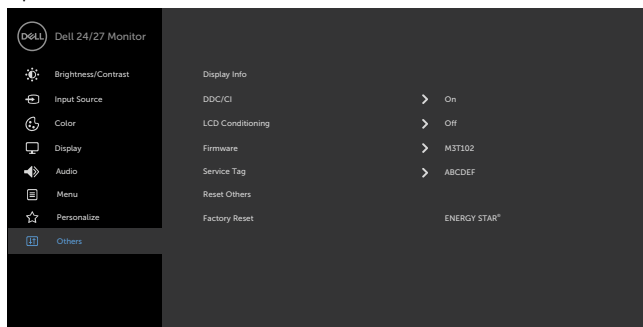 DELL Dell 24/27 Monitor
Brightness/Contrast Display Info
Input Source DDC/CI On
Color LCD Conditioning Off
Display Firmware M3T102
Audio Service Tag ABCDEF
Menu Reset Others
Personalize Factory Reset ENERGY STAR®
Others